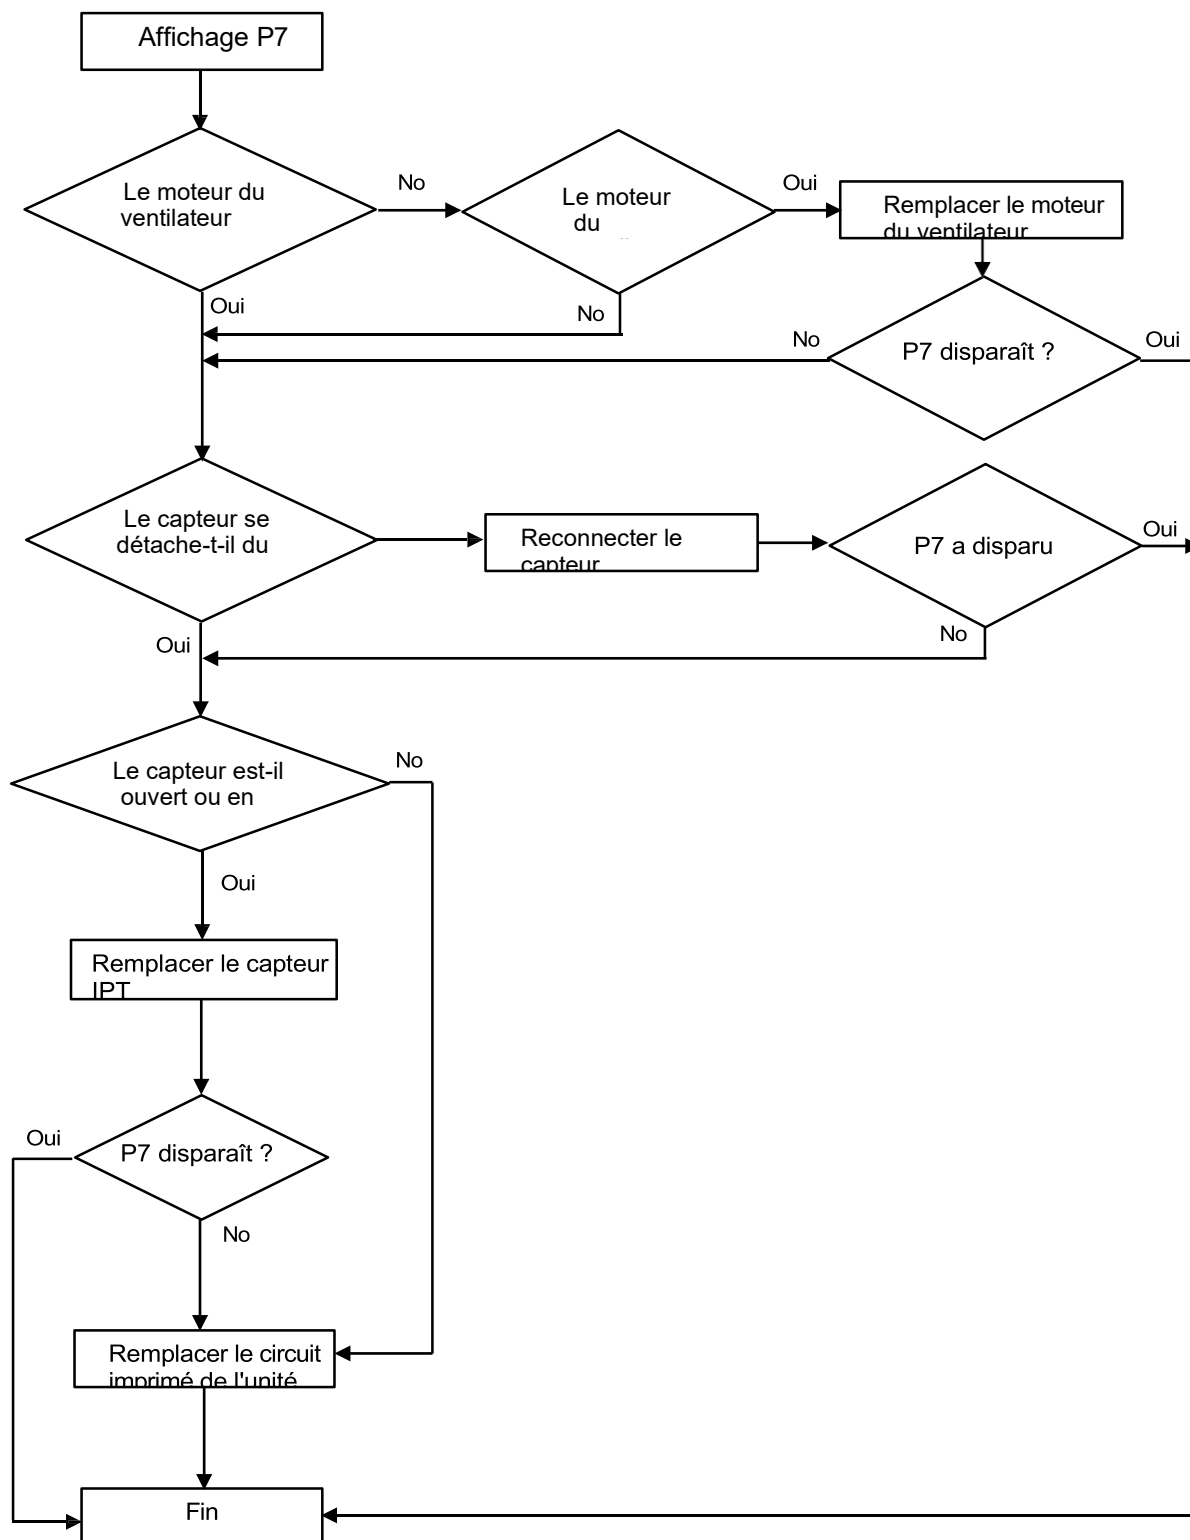 Affichage P7
Le moteur du
ventilateur
No
Le moteur
du
Oui
Remplacer le moteur
du ventilateur
Oui
No
No
P7 disparaît ?
Oui
Le capteur se
détache-t-il du
Reconnecter le
capteur
P7 a disparu
Oui
Oui
No
Le capteur est-il
ouvert ou en
No
Oui
Remplacer le capteur
IPT
Oui
P7 disparaît ?
No
Remplacer le circuit
imprimé de l'unité
Fin